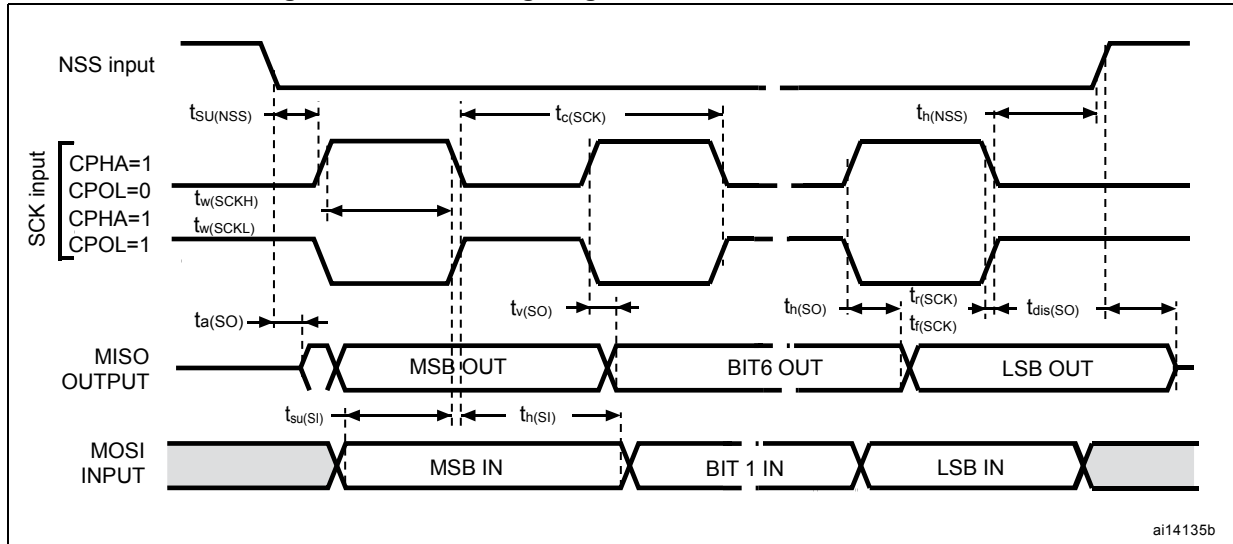 NSS input
tSU(NSS)
tc(SCK)
th(NSS)
SCK input
CPHA=1
CPOL=0
CPHA=1
CPOL=1
tw(SCKH)
tw(SCKL)
ta(SO)
tv(SO)
th(SO)
tr(SCK)
tf(SCK)
tdis(SO)
MISO
OUTPUT
MSB OUT
BIT6 OUT
LSB OUT
tsu(SI)
th(SI)
MOSI
INPUT
MSB IN
BIT 1 IN
LSB IN
ai14135b